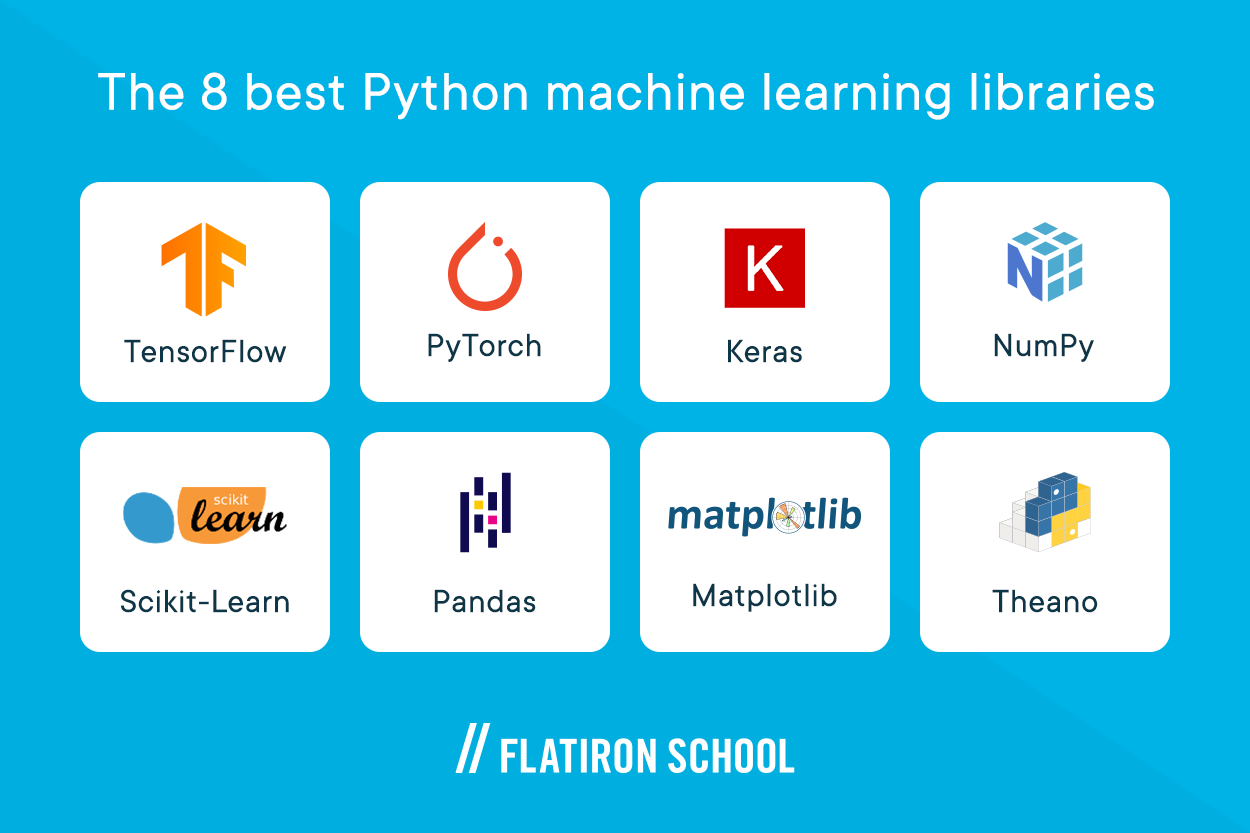 The 8 best Python machine learning libraries
TF
TensorFlow
PyTorch
K
Keras
N
NumPy
scikit
learn
Scikit-Learn
Pandas
matplotlib
Matplotlib
Theano
// FLATIRON SCHOOL